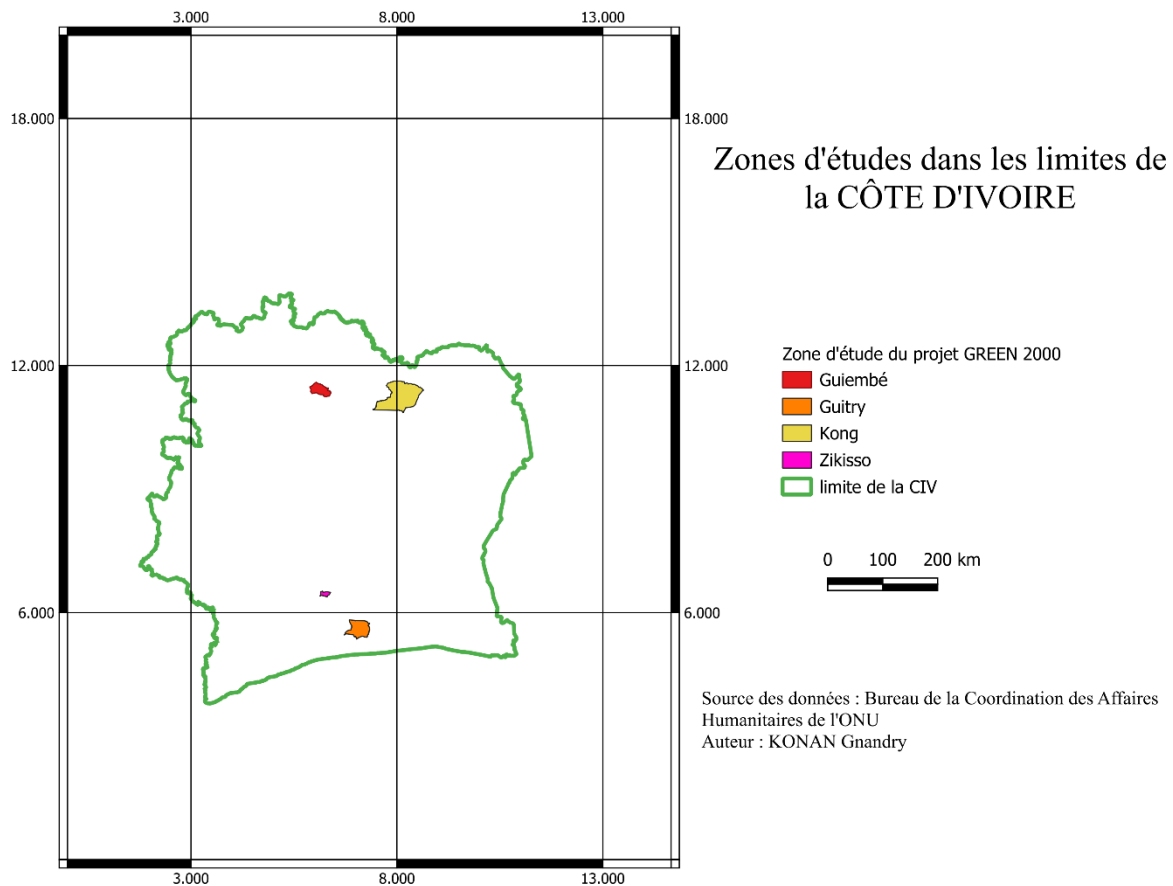 3.000 8.000 13.000
18.000 18.000
Zones d'études dans les limites de
la CÔTE D'IVOIRE
Zone d'étude du projet GREEN 2000
12.000 12.000
Guiembé
Guitry
Kong
Zikisso
limite de la CIV
0 100 200 km
6.000 6.000
Source des données : Bureau de la Coordination des Affaires
Humanitaires de l'ONU
Auteur : KONAN Gnandry
3.000 8.000 13.000